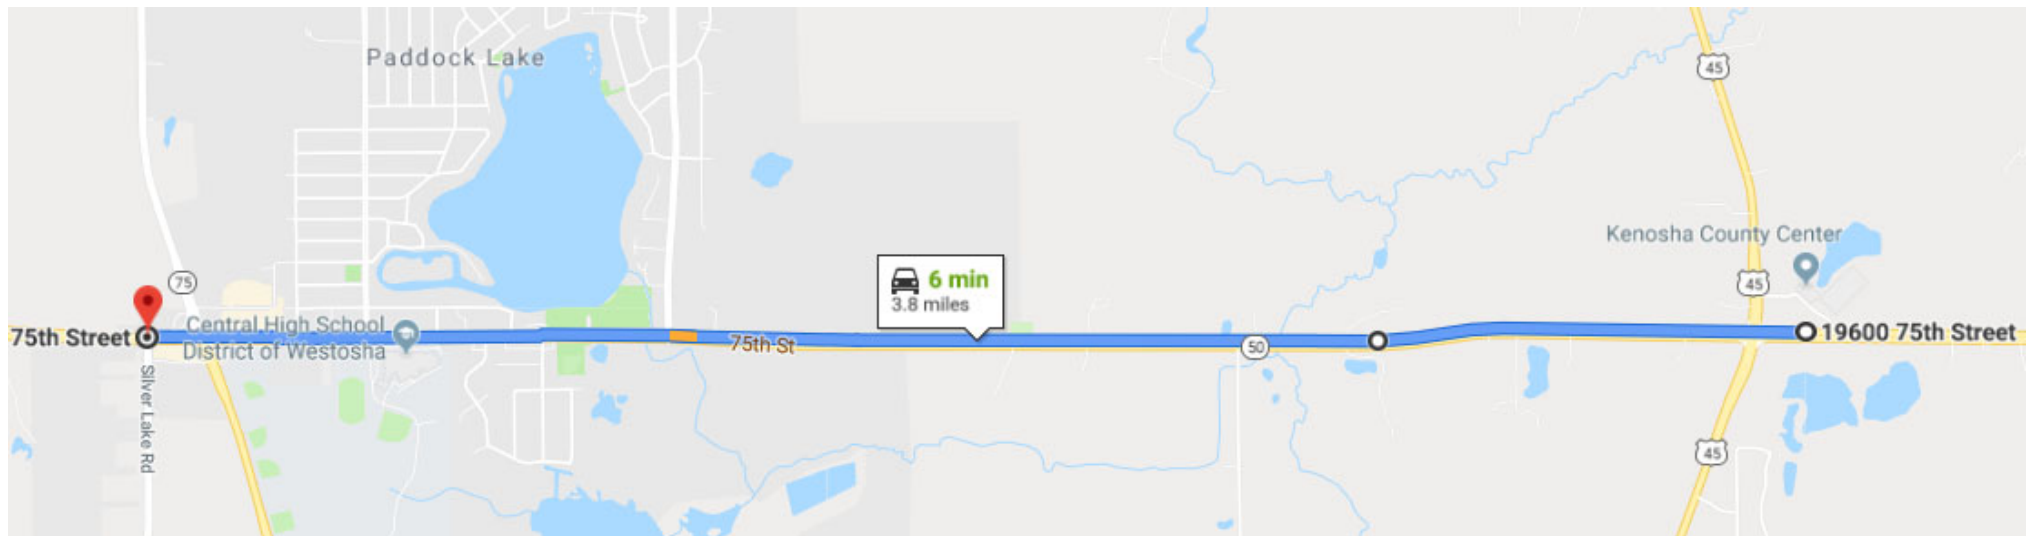 Paddock Lake
45
Kenosha County Center
75
6 min
45
3.8 miles
Central High School
District of Westosha
75th Street
75th St
50
19600 75th Street
Silver Lake Rd
45